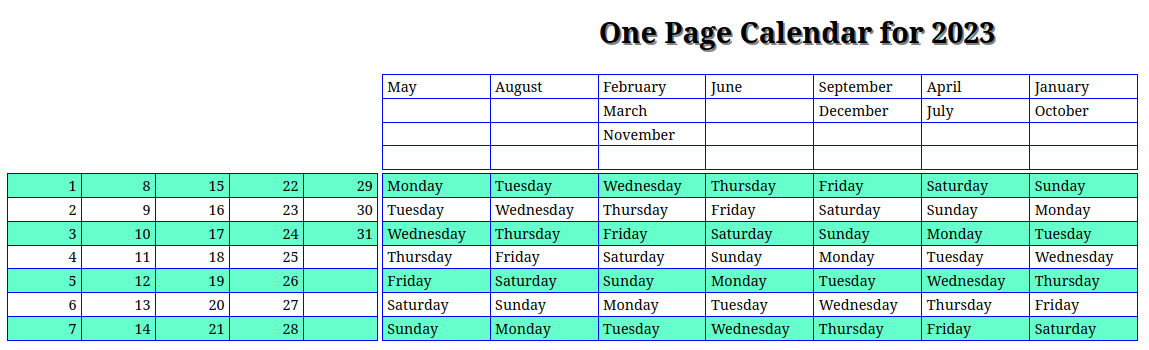 One Page Calendar for 2023
May August February June September April January
March December July October
November
1 8 15 22 29 Monday Tuesday Wednesday Thursday Friday Saturday Sunday
2 9 16 23 30 Tuesday Wednesday Thursday Friday Saturday Sunday Monday
3 10 17 24 31 Wednesday Thursday Friday Saturday Sunday Monday Tuesday
4 11 18 25 Thursday Friday Saturday Sunday Monday Tuesday Wednesday
5 12 19 26 Friday Saturday Sunday Monday Tuesday Wednesday Thursday
6 13 20 27 Saturday Sunday Monday Tuesday Wednesday Thursday Friday
7 14 21 28 Sunday Monday Tuesday Wednesday Thursday Friday Saturday